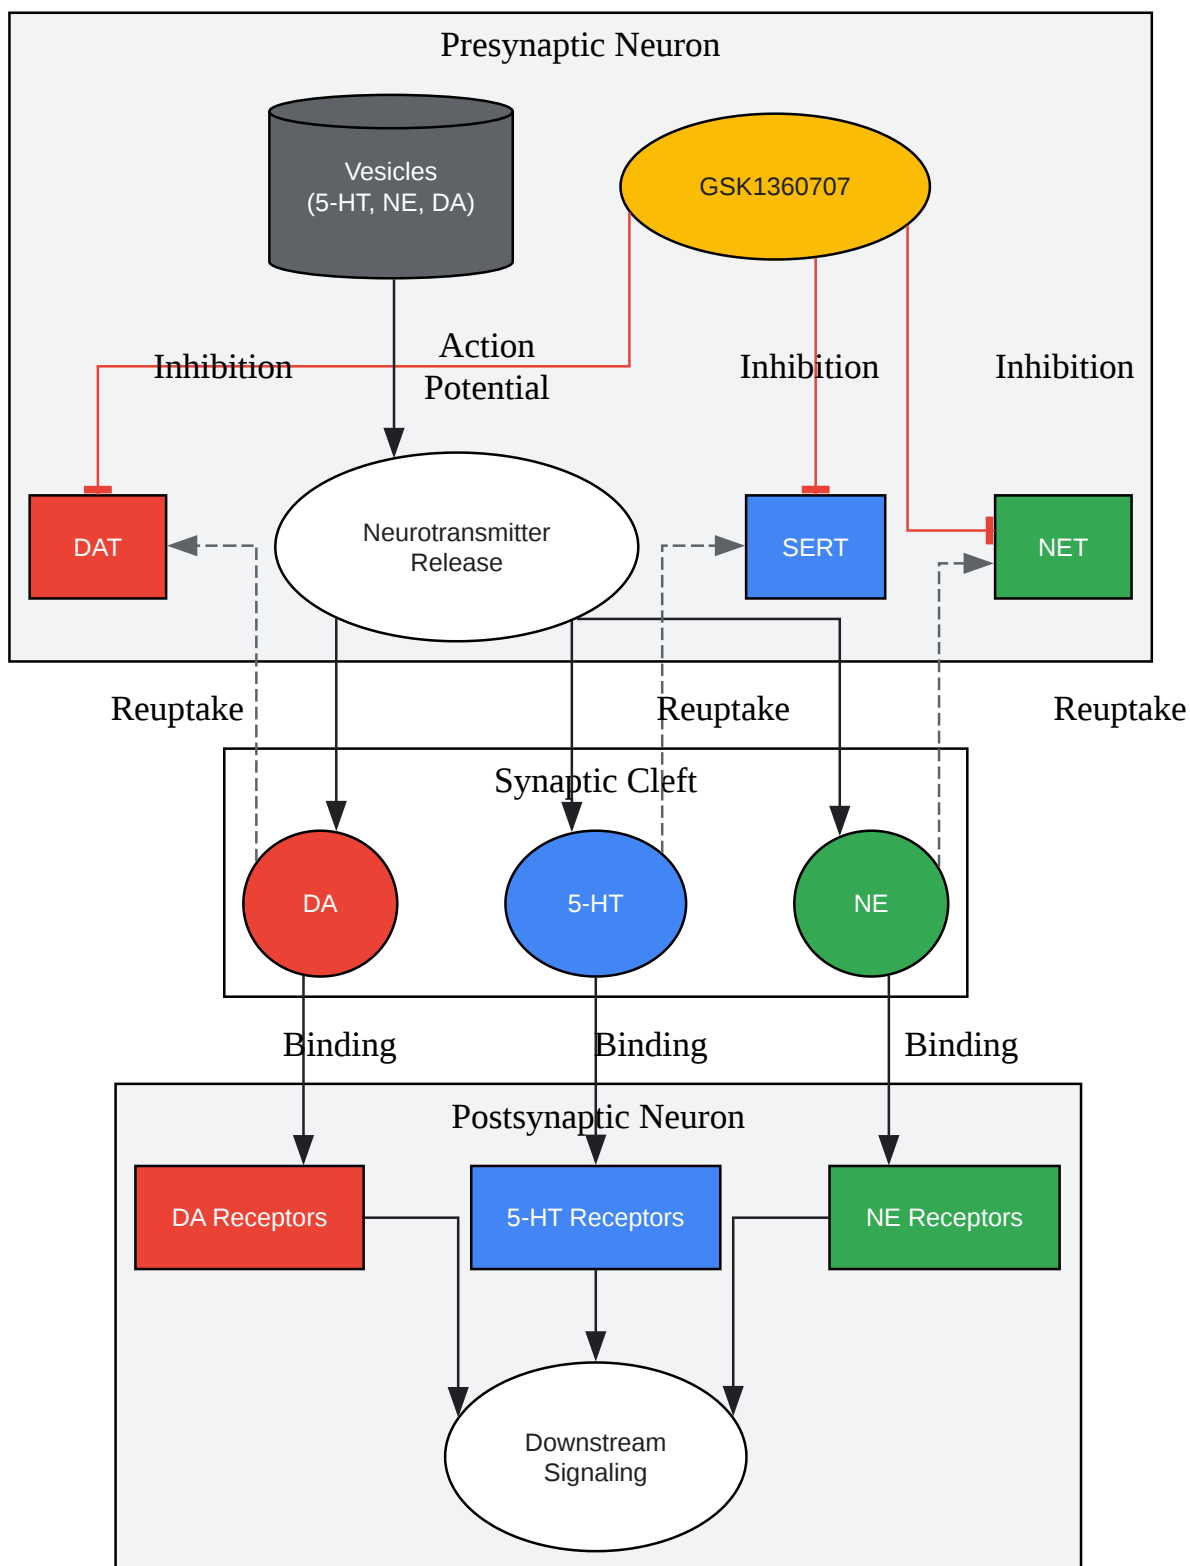 Presynaptic Neuron
Vesicles
(5-HT, NE, DA)
GSK1360707
Inhibition
Action
Potential
Inhibition
Inhibition
DAT
Neurotransmitter
Release
SERT
NET
Reuptake
Reuptake
Reuptake
Synaptic Cleft
DA
5-HT
NE
Binding
Binding
Binding
Postsynaptic Neuron
DA Receptors
5-HT Receptors
NE Receptors
Downstream
Signaling